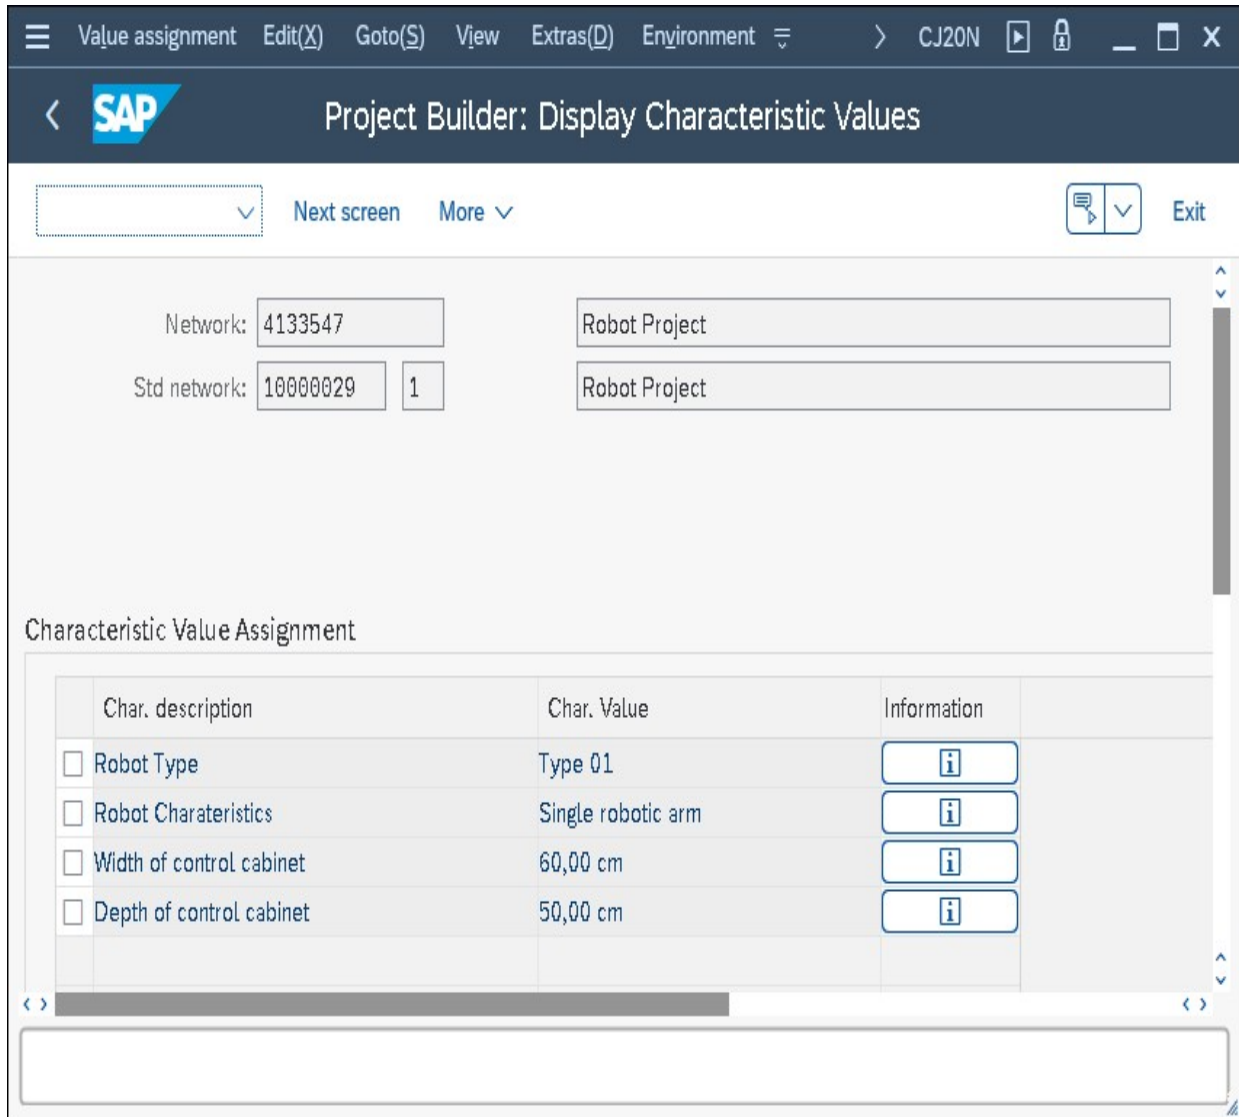 Value assignment Edit(X) Goto(S) View Extras(D) Environment CJ20N
SAP Project Builder: Display Characteristic Values
Next screen More Exit
Network: 4133547 Robot Project
Std network: 10000029 1 Robot Project
Characteristic Value Assignment
Char. description Char. Value Information
Robot Type Type 01
Robot Charateristics Single robotic arm
Width of control cabinet 60,00 cm
Depth of control cabinet 50,00 cm